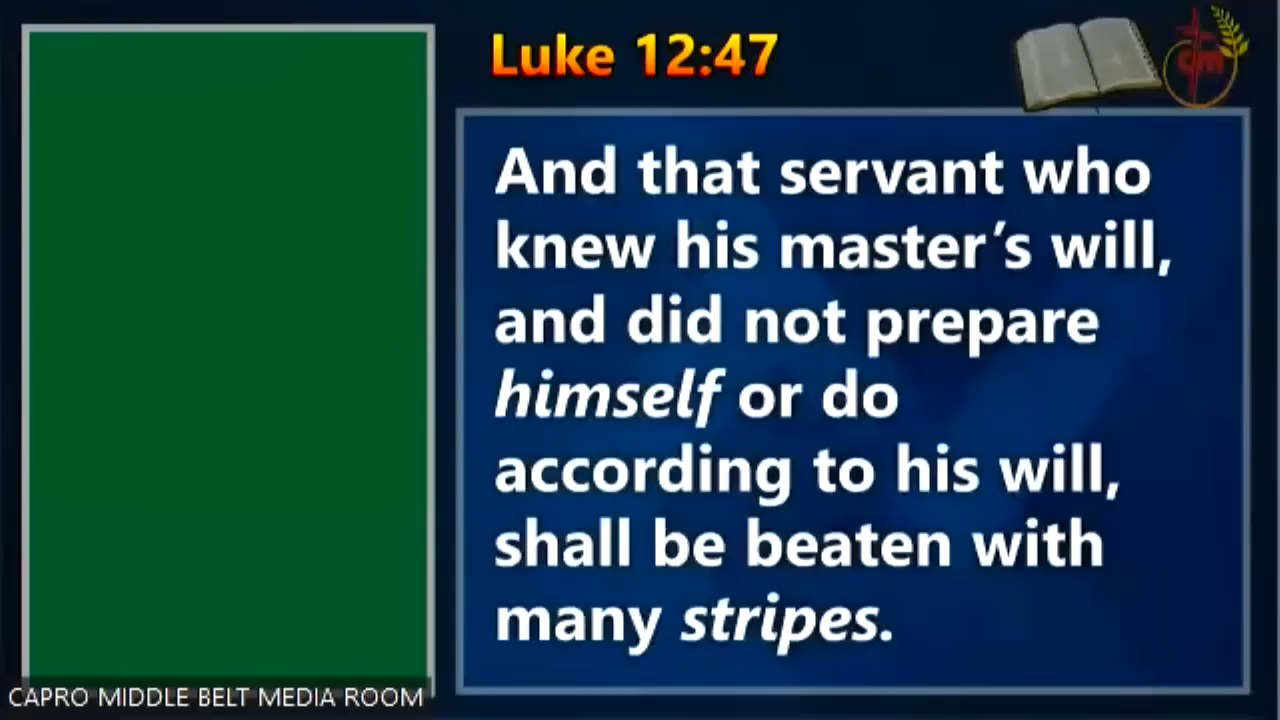 Luke 12:47
cm
And that servant who
knew his master’s will,
and did not prepare
himself or do
according to his will,
shall be beaten with
many stripes.
CAPRO MIDDLE BELT MEDIA ROOM